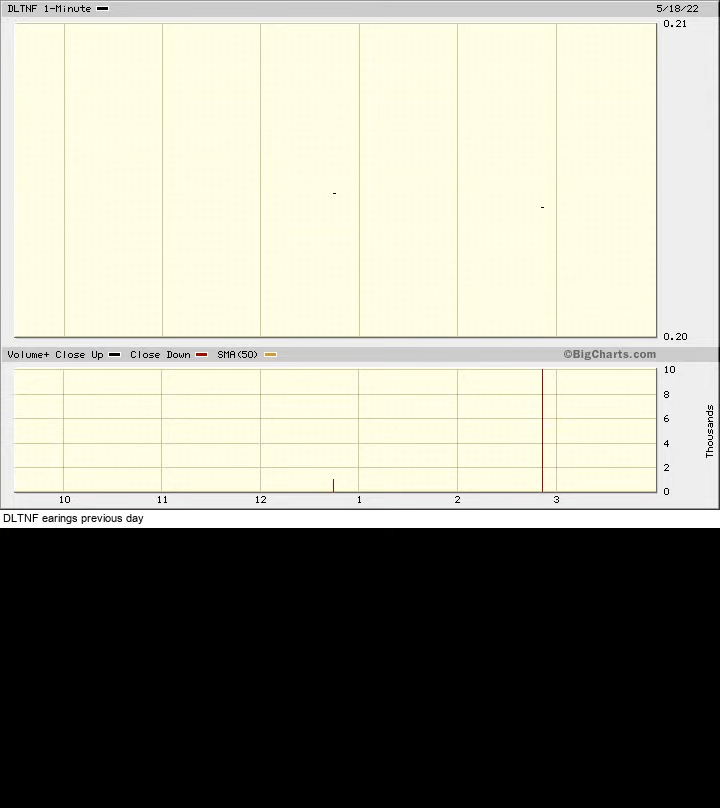 DLTNF 1-Minute 5/18/22
0.21
0.20
Volume+ Close Up Close Down SMA(50) ©BigCharts.com
10
8
6
4
2
0
Thousands
10 11 12 1 2 3
DLTNF earings previous day